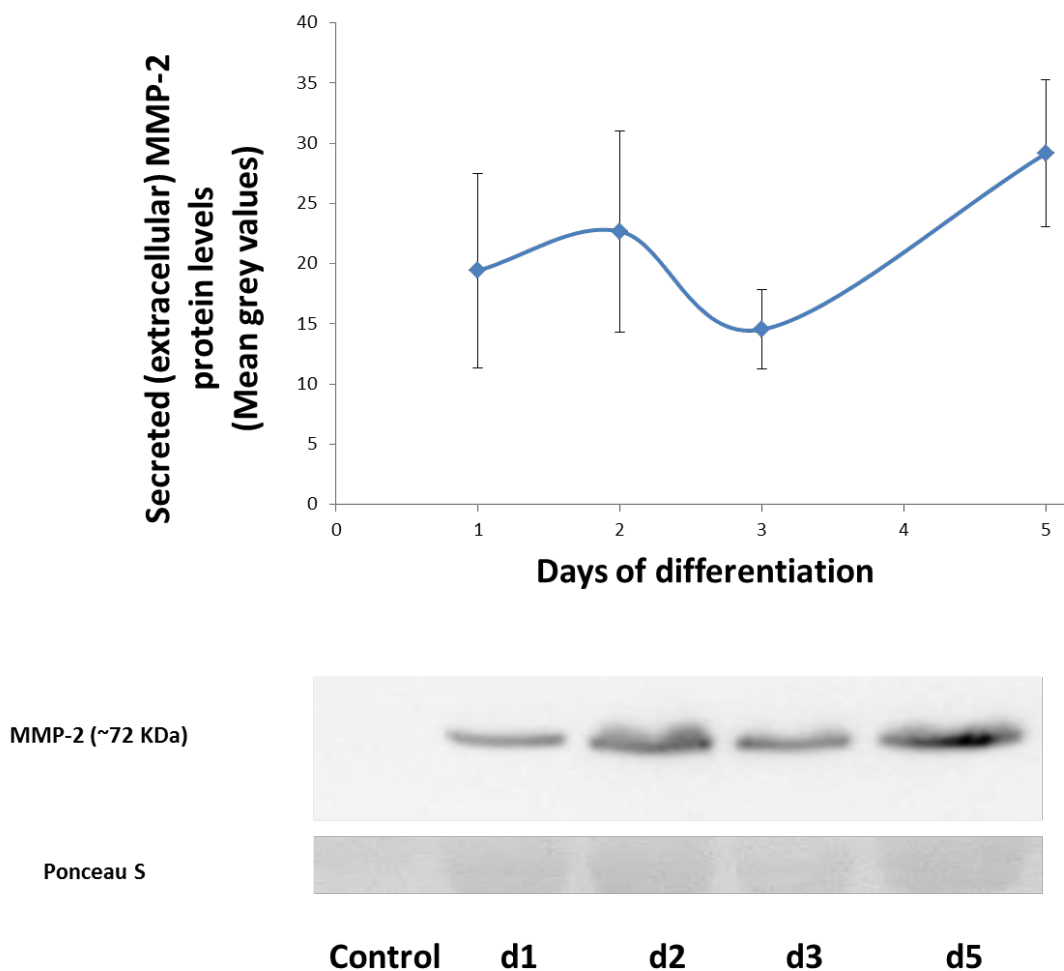 Secreted (extracellular) MMP-2
protein levels
(Mean grey values)
40
35
30
25
20
15
10
5
0
0 1 2 3 4 5
Days of differentiation
MMP-2 (~72 KDa)
Ponceau S
Control d1 d2 d3 d5